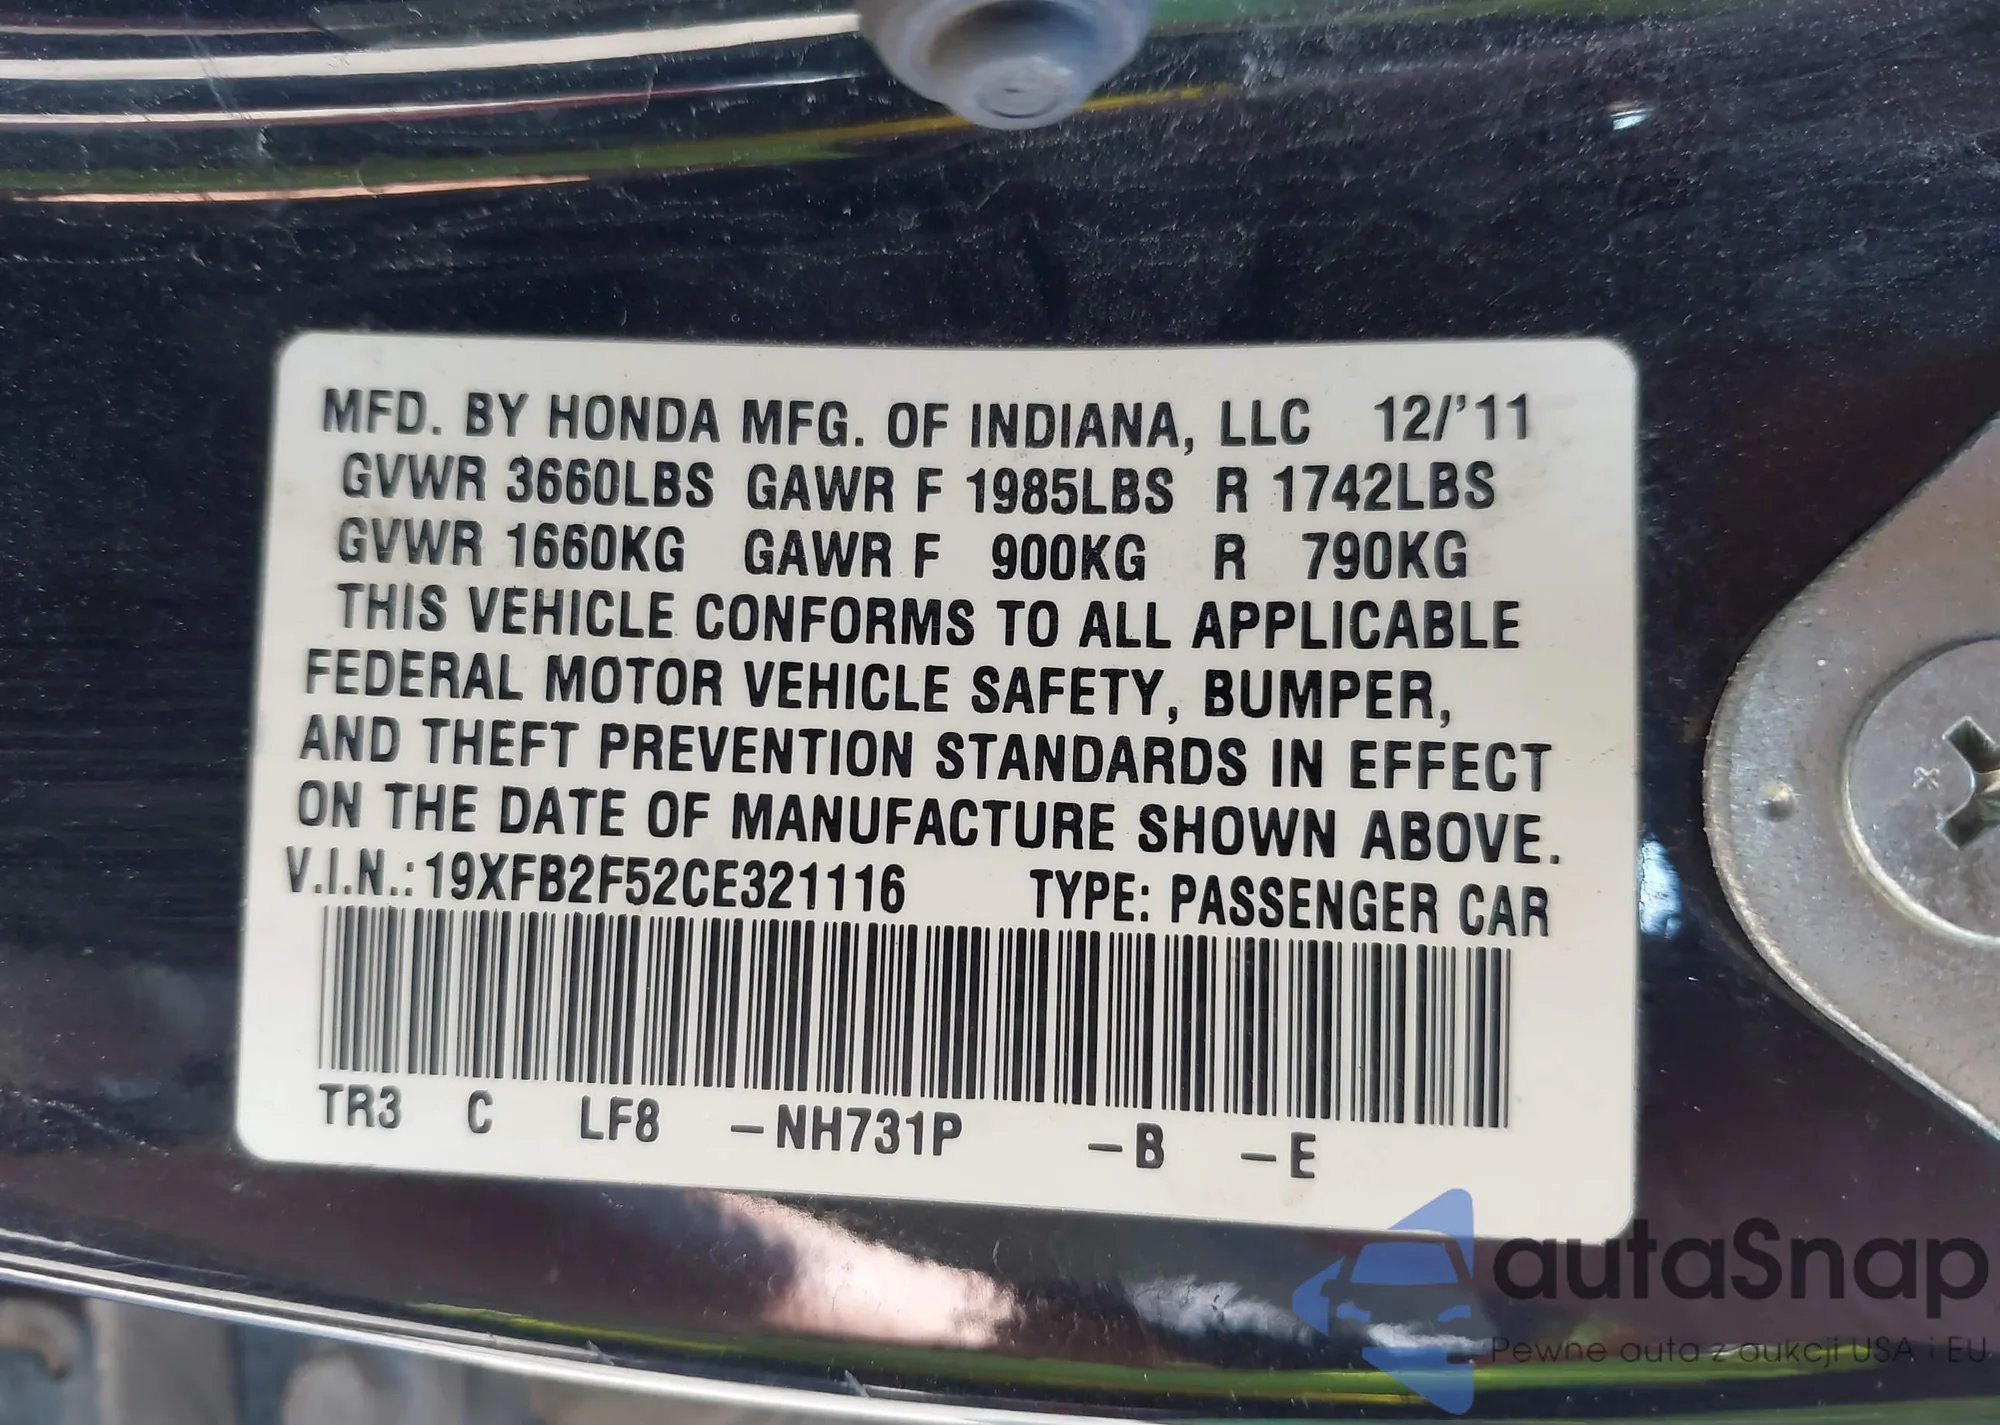 MFD. BY HONDA MFG. OF INDIANA, LLC 12/'11
GVWR 3660LBS GAWR F 1985LBS R 1742LBS
GVWR 1660KG GAWR F 900KG R 790KG
THIS VEHICLE CONFORMS TO ALL APPLICABLE
FEDERAL MOTOR VEHICLE SAFETY, BUMPER,
AND THEFT PREVENTION STANDARDS IN EFFECT
ON THE DATE OF MANUFACTURE SHOWN ABOVE.
V.I.N.:19XFB2F52CE321116 TYPE: PASSENGER CAR
TR3 C LF8 –NH731P –B –E
autaSnap
Pewne auta z aukcji USA i EU